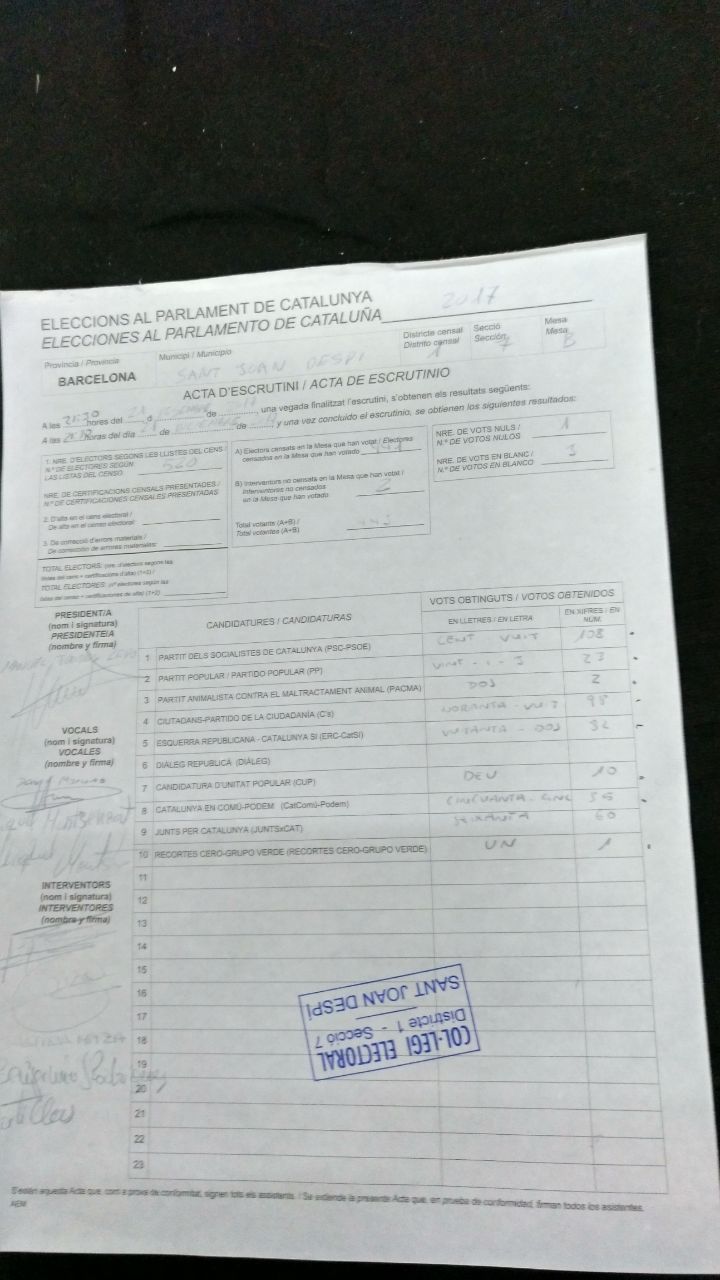 ELECCIONS AL PARLAMENT DE CATALUNYA
ELECCIONES AL PARLAMENTO DE CATALUÑA 2017
Provincia / Provincia
BARCELONA
Municipi / Municipio
SANT JOAN DESPI
Districte censal
Distrito censal 1
Secció
Sección 7
Mesa
Mesa B
ACTA D'ESCRUTINI / ACTA DE ESCRUTINIO
A les 21:30 hores del 21 d de una vegada finalitzat l'escrutini, s'obtenen els resultats següents:
A las 21:30 horas del día 21 de DICIEMBRE de 17 y una vez concluido el escrutinio, se obtienen los siguientes resultados:
1. NRE. D'ELECTORS SEGONS LES LLISTES DEL CENS /
N.º DE ELECTORES SEGÚN
LAS LISTAS DEL CENSO
NRE. DE CERTIFICACIONS CENSALS PRESENTADES /
N.º DE CERTIFICACIONES CENSALES PRESENTADAS
2. D'alta en el cens electoral /
De alta en el censo electoral:
3. De correcció d'errors materials /
De corrección de errores materiales:
TOTAL ELECTORS: (nre. d'electors segons les
llistes del cens + certificacions d'alta) (1+2) /
TOTAL ELECTORES: (nº electores según las
listas del censo + certificaciones de alta) (1+2)
A) Electors censats en la Mesa que han votat / Electores
censados en la Mesa que han votado
B) Interventors no censats en la Mesa que han votat /
Interventores no censados
en la Mesa que han votado 2
Total votants (A+B) /
Total votantes (A+B)
NRE. DE VOTS NULS /
N.º DE VOTOS NULOS 1
NRE. DE VOTS EN BLANC /
N.º DE VOTOS EN BLANCO 3
CANDIDATURES / CANDIDATURAS
VOTS OBTINGUTS / VOTOS OBTENIDOS
EN LLETRES / EN LETRA
EN XIFRES / EN NÚM.
1 PARTIT DELS SOCIALISTES DE CATALUNYA (PSC-PSOE) CENT VUIT 108
2 PARTIT POPULAR / PARTIDO POPULAR (PP) VINT - I - 3 23
3 PARTIT ANIMALISTA CONTRA EL MALTRACTAMENT ANIMAL (PACMA) DOS 2
4 CIUTADANS-PARTIDO DE LA CIUDADANÍA (C's) NORANTA - VUIT 98
5 ESQUERRA REPUBLICANA - CATALUNYA SI (ERC-CatSI) VUITANTA DOS 82
6 DIÀLEG REPUBLICÀ (DIÀLEG)
7 CANDIDATURA D'UNITAT POPULAR (CUP) DEU 10
8 CATALUNYA EN COMÚ-PODEM (CatComú-Podem) CINCUANTA-CINC 55
9 JUNTS PER CATALUNYA (JUNTSxCAT) SEIXANTA 60
10 RECORTES CERO-GRUPO VERDE (RECORTES CERO-GRUPO VERDE) UN 1
11
12
13
14
15
16
17
18
19
20
21
22
23
PRESIDENT/A
(nom i signatura)
PRESIDENTE/A
(nombre y firma)
VOCALS
(nom i signatura)
VOCALES
(nombre y firma)
INTERVENTORS
(nom i signatura)
INTERVENTORES
(nombre y firma)
COL·LEGI ELECTORAL
Districte 1 - Secció 7
SANT JOAN DESPÍ
S'estén aquesta Acta que, com a prova de conformitat, signen tots els assistents. / Se extiende la presente Acta que, en prueba de conformidad, firman todos los asistentes.